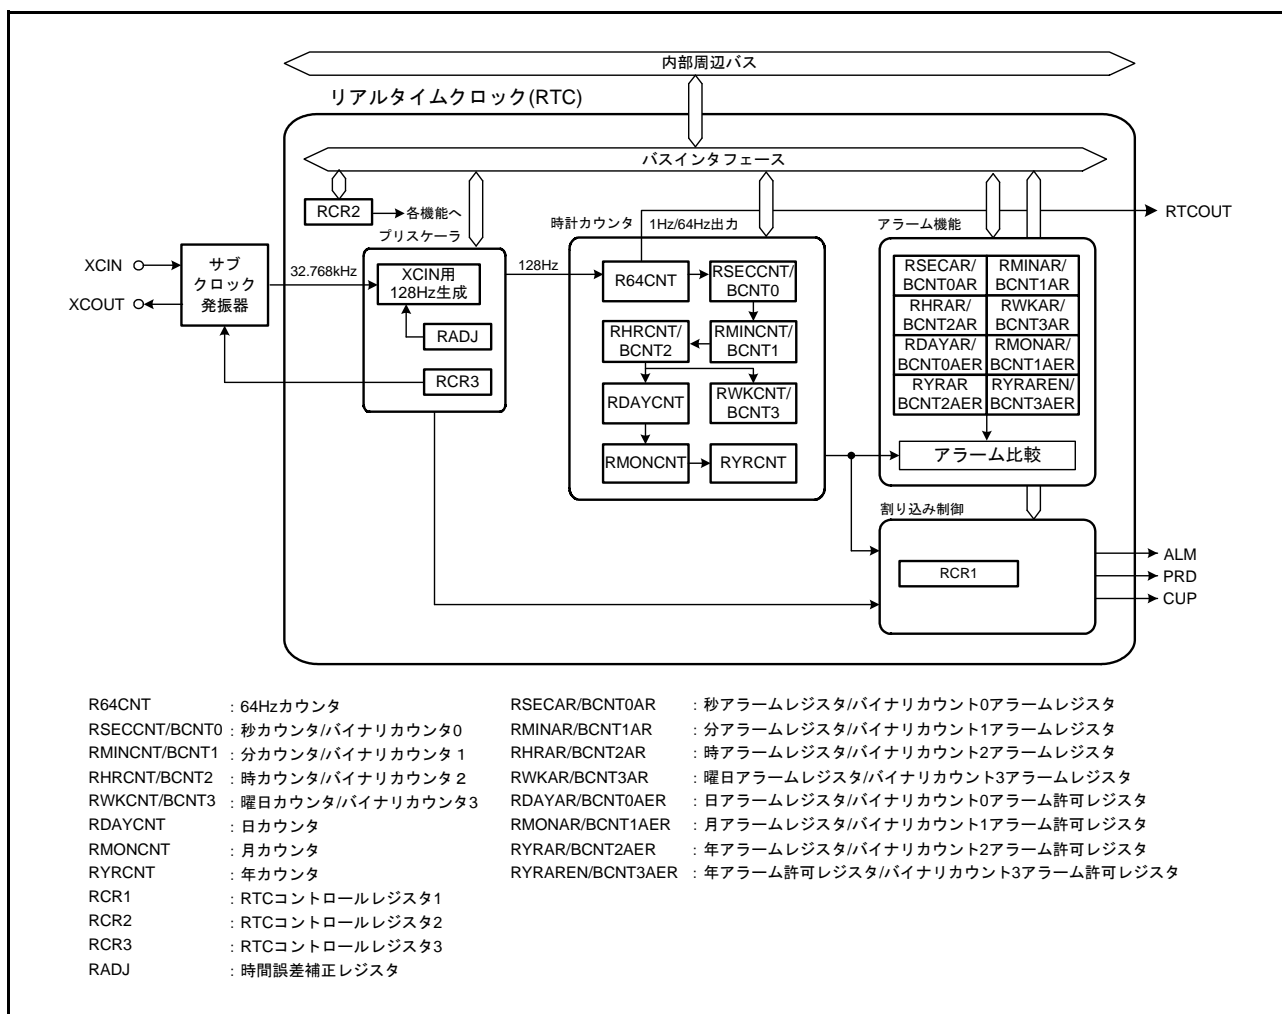 内部周辺バス
リアルタイムクロック(RTC)
バスインタフェース
RCR2
各機能へ
プリスケーラ
時計カウンタ
1Hz/64Hz出力
アラーム機能
RTCOUT
XCIN
XCOUT
サブ
クロック
発振器
32.768kHz
XCIN用
128Hz生成
RADJ
RCR3
128Hz
R64CNT
RSECCNT/
BCNT0
RHRCNT/
BCNT2
RMINCNT/
BCNT1
RDAYCNT
RWKCNT/
BCNT3
RMONCNT
RYRCNT
RSECAR/
BCNT0AR
RMINAR/
BCNT1AR
RHRAR/
BCNT2AR
RWKAR/
BCNT3AR
RDAYAR/
BCNT0AER
RMONAR/
BCNT1AER
RYRAR
BCNT2AER
RYRAREN/
BCNT3AER
アラーム比較
割り込み制御
RCR1
ALM
PRD
CUP
R64CNT : 64Hzカウンタ
RSECCNT/BCNT0 : 秒カウンタ/バイナリカウンタ0
RMINCNT/BCNT1 : 分カウンタ/バイナリカウンタ1
RHRCNT/BCNT2 : 時カウンタ/バイナリカウンタ2
RWKCNT/BCNT3 : 曜日カウンタ/バイナリカウンタ3
RDAYCNT : 日カウンタ
RMONCNT : 月カウンタ
RYRCNT : 年カウンタ
RCR1 : RTCコントロールレジスタ1
RCR2 : RTCコントロールレジスタ2
RCR3 : RTCコントロールレジスタ3
RADJ : 時間誤差補正レジスタ
RSECAR/BCNT0AR : 秒アラームレジスタ/バイナリカウント0アラームレジスタ
RMINAR/BCNT1AR : 分アラームレジスタ/バイナリカウント1アラームレジスタ
RHRAR/BCNT2AR : 時アラームレジスタ/バイナリカウント2アラームレジスタ
RWKAR/BCNT3AR : 曜日アラームレジスタ/バイナリカウント3アラームレジスタ
RDAYAR/BCNT0AER : 日アラームレジスタ/バイナリカウント0アラーム許可レジスタ
RMONAR/BCNT1AER : 月アラームレジスタ/バイナリカウント1アラーム許可レジスタ
RYRAR/BCNT2AER : 年アラームレジスタ/バイナリカウント2アラーム許可レジスタ
RYRAREN/BCNT3AER : 年アラーム許可レジスタ/バイナリカウント3アラーム許可レジスタ